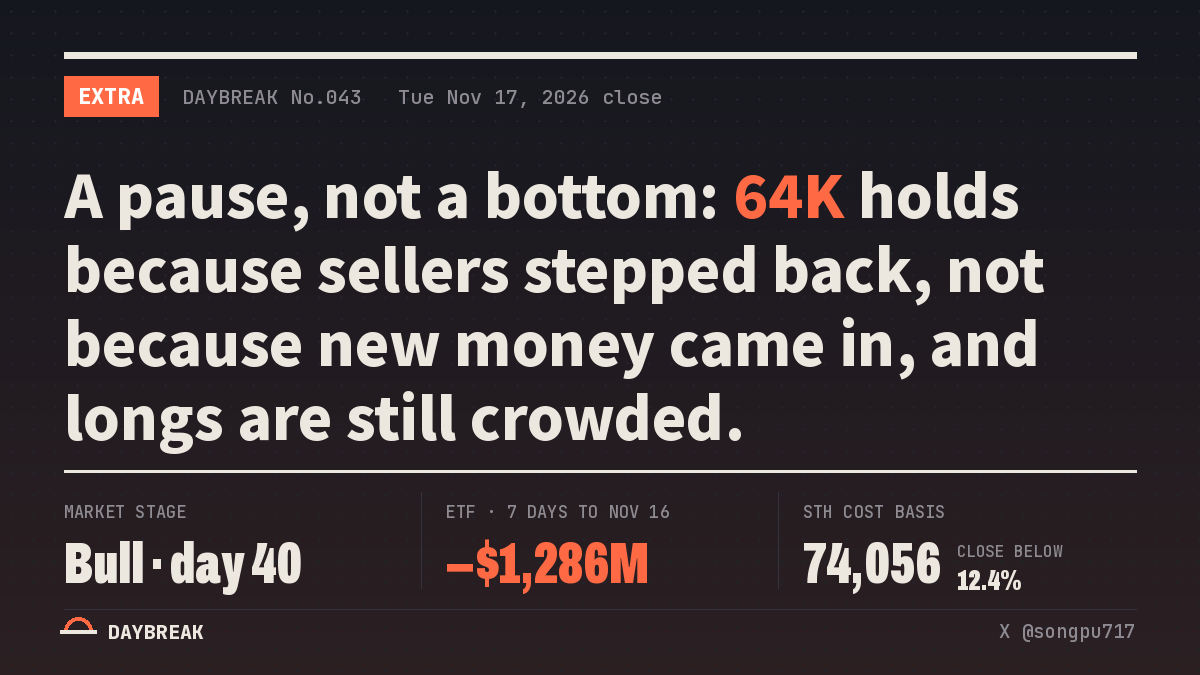 EXTRA DAYBREAK No.043 Tue Nov 17, 2026 close
A pause, not a bottom: 64K holds
because sellers stepped back, not
because new money came in, and
longs are still crowded.
MARKET STAGE
Bull · day 40
ETF · 7 DAYS TO NOV 16
−$1,286M
STH COST BASIS
74,056
CLOSE BELOW
12.4%
DAYBREAK
X @songpu717